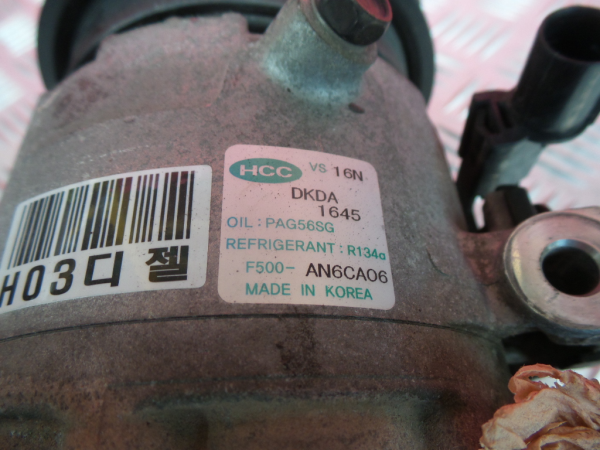 HCC VS 16N
DKDA
1645
OIL : PAG56SG
REFRIGERANT : R134a
F500- AN6CA06
MADE IN KOREA
H03디 젤